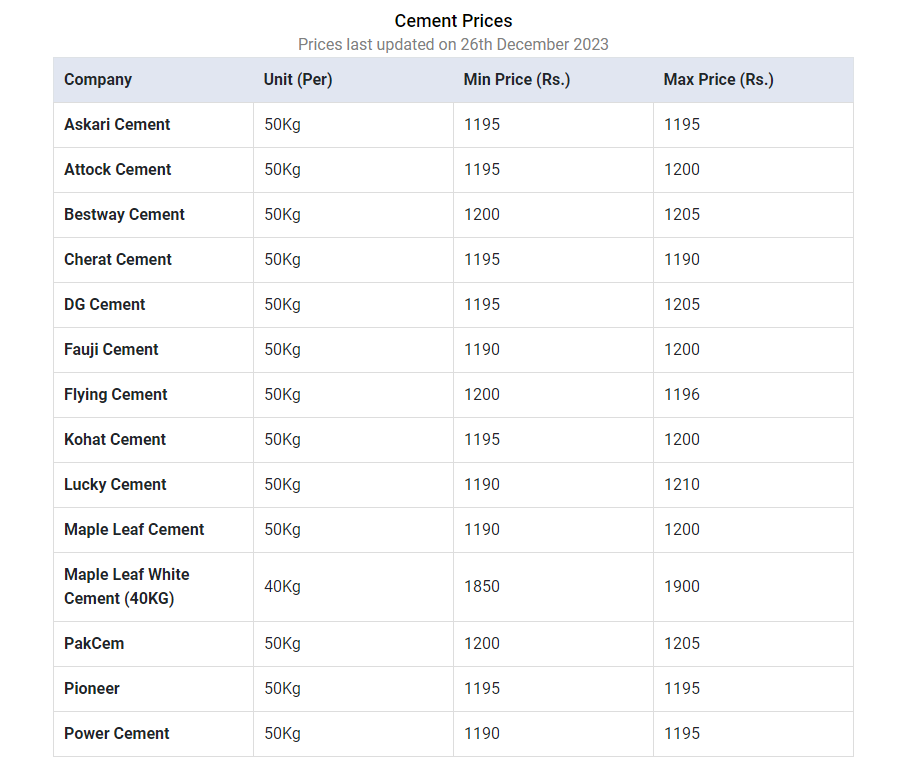 Cement Prices
Prices last updated on 26th December 2023
Company Unit (Per) Min Price (Rs.) Max Price (Rs.)
Askari Cement 50Kg 1195 1195
Attock Cement 50Kg 1195 1200
Bestway Cement 50Kg 1200 1205
Cherat Cement 50Kg 1195 1190
DG Cement 50Kg 1195 1205
Fauji Cement 50Kg 1190 1200
Flying Cement 50Kg 1200 1196
Kohat Cement 50Kg 1195 1200
Lucky Cement 50Kg 1190 1210
Maple Leaf Cement 50Kg 1190 1200
Maple Leaf White
Cement (40KG) 40Kg 1850 1900
PakCem 50Kg 1200 1205
Pioneer 50Kg 1195 1195
Power Cement 50Kg 1190 1195